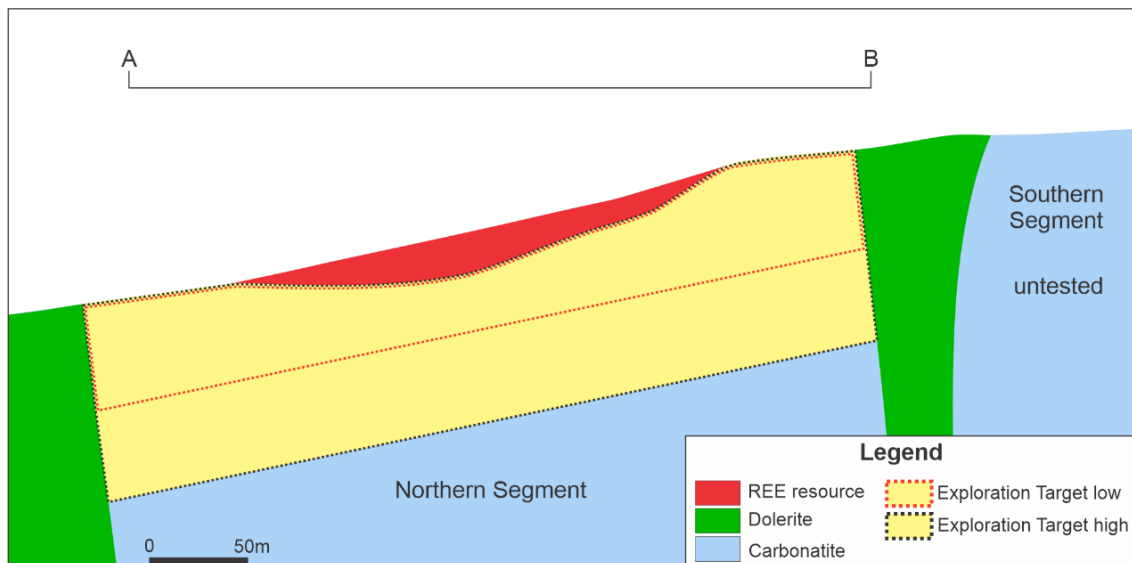 A
B
Southern
Segment
untested
Northern Segment
0
50m
Legend
REE resource
Dolerite
Carbonatite
Exploration Target low
Exploration Target high